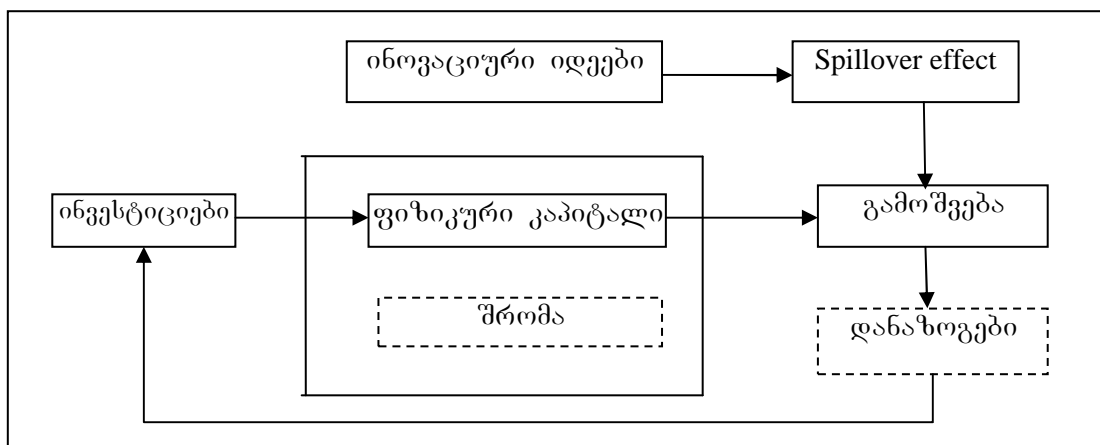 ინოვაციური იდეები
Spillover effect
ინვესტიციები
ფიზიკური კაპიტალი
გამოშვება
შრომა
დანაზოგები